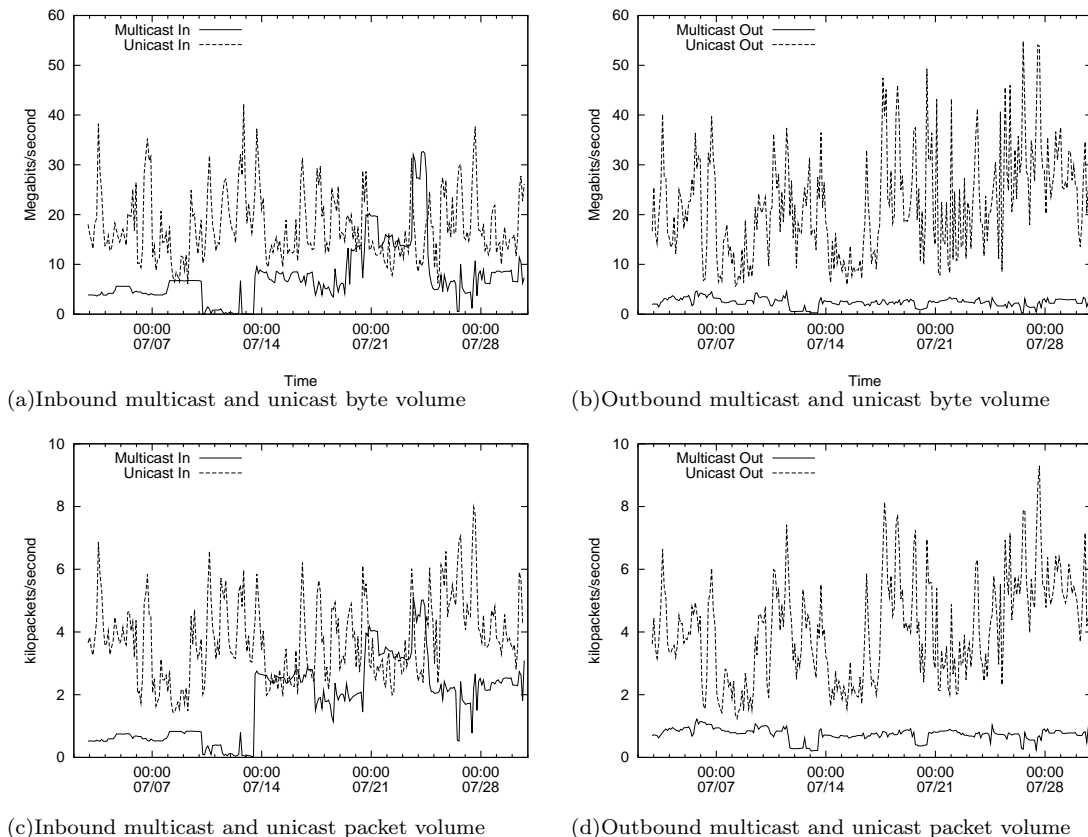 60
50
40
30
20
10
0
Megabits/second
Multicast In
Unicast In
00:00 00:00 00:00 00:00
07/07 07/14 07/21 07/28
Time
(a)Inbound multicast and unicast byte volume
60
50
40
30
20
10
0
Megabits/second
Multicast Out
Unicast Out
00:00 00:00 00:00 00:00
07/07 07/14 07/21 07/28
Time
(b)Outbound multicast and unicast byte volume
10
8
6
4
2
0
kilopackets/second
Multicast In
Unicast In
00:00 00:00 00:00 00:00
07/07 07/14 07/21 07/28
(c)Inbound multicast and unicast packet volume
10
8
6
4
2
0
kilopackets/second
Multicast Out
Unicast Out
00:00 00:00 00:00 00:00
07/07 07/14 07/21 07/28
(d)Outbound multicast and unicast packet volume